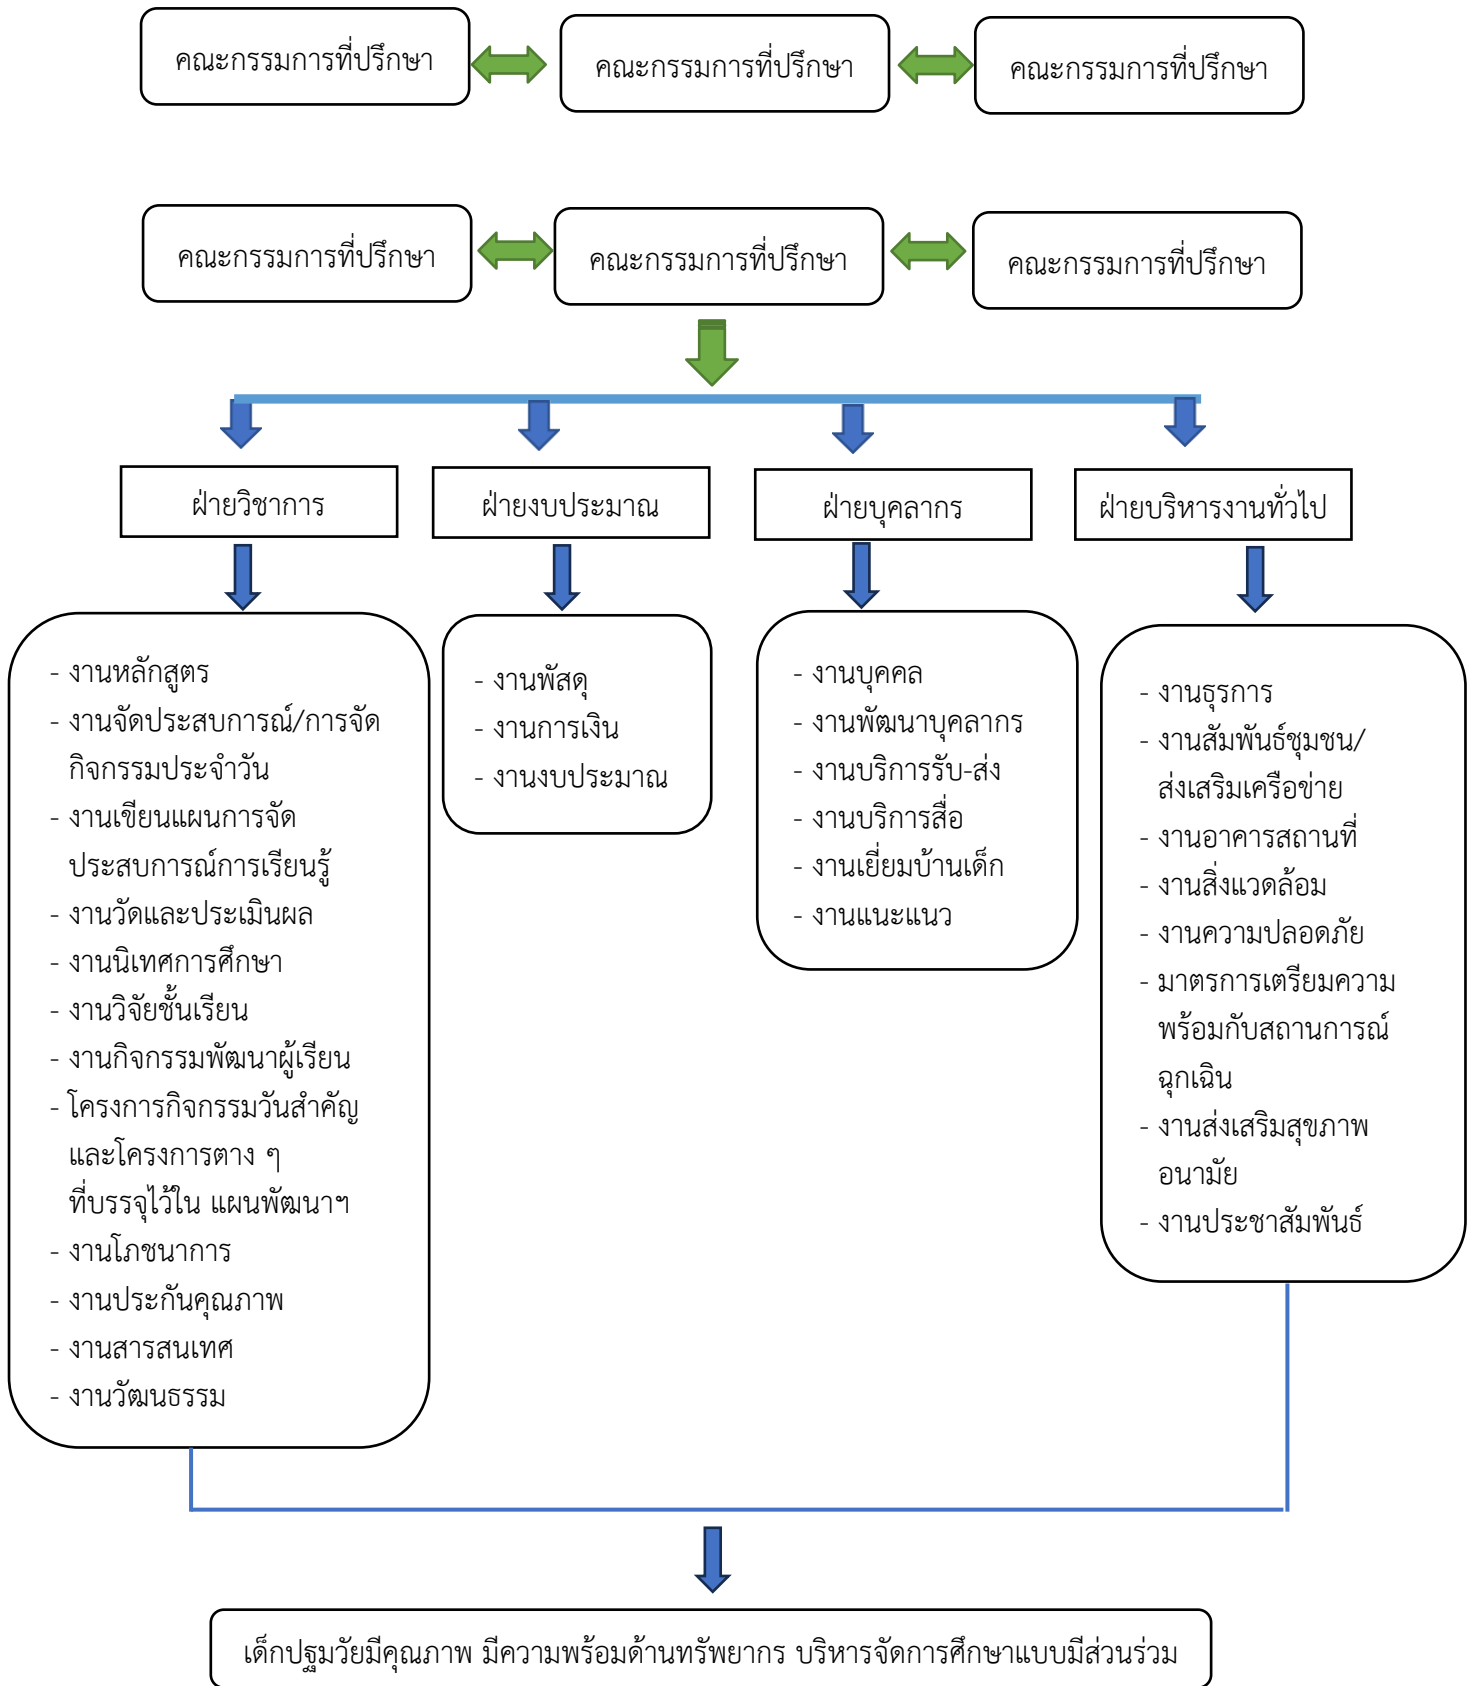 คณะกรรมการที่ปรึกษา
คณะกรรมการที่ปรึกษา
คณะกรรมการที่ปรึกษา
คณะกรรมการที่ปรึกษา
คณะกรรมการที่ปรึกษา
คณะกรรมการที่ปรึกษา
ฝ่ายวิชาการ
ฝ่ายงบประมาณ
ฝ่ายบุคลากร
ฝ่ายบริหารงานทั่วไป
- งานหลักสูตร
- งานจัดประสบการณ์/การจัด
กิจกรรมประจำวัน
- งานเขียนแผนการจัด
ประสบการณ์การเรียนรู้
- งานวัดและประเมินผล
- งานนิเทศการศึกษา
- งานวิจัยชั้นเรียน
- งานกิจกรรมพัฒนาผู้เรียน
- โครงการกิจกรรมวันสำคัญ
และโครงการต่าง ๆ
ที่บรรจุไว้ใน แผนพัฒนาฯ
- งานโภชนาการ
- งานประกันคุณภาพ
- งานสารสนเทศ
- งานวัฒนธรรม
- งานพัสดุ
- งานการเงิน
- งานงบประมาณ
- งานบุคคล
- งานพัฒนาบุคลากร
- งานบริการรับ-ส่ง
- งานบริการสื่อ
- งานเยี่ยมบ้านเด็ก
- งานแนะแนว
- งานธุรการ
- งานสัมพันธ์ชุมชน/
ส่งเสริมเครือข่าย
- งานอาคารสถานที่
- งานสิ่งแวดล้อม
- งานความปลอดภัย
- มาตรการเตรียมความ
พร้อมกับสถานการณ์
ฉุกเฉิน
- งานส่งเสริมสุขภาพ
อนามัย
- งานประชาสัมพันธ์
เด็กปฐมวัยมีคุณภาพ มีความพร้อมด้านทรัพยากร บริหารจัดการศึกษาแบบมีส่วนร่วม